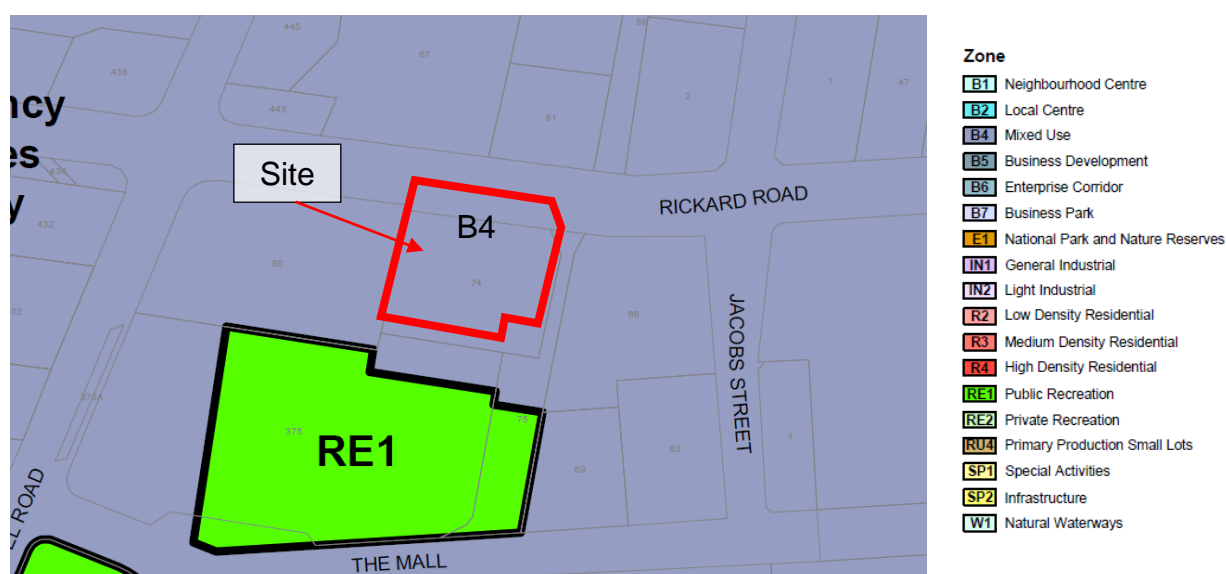 445
59
67
438
1
47
ncy
2
443
81
es
434
Site
RICKARD ROAD
y
B4
432
80
74
02
66
JACOBS STREET
375A
375
75
RE1
63
1
69
THE MALL
ROAD
Zone
B1 Neighbourhood Centre
B2 Local Centre
B4 Mixed Use
B5 Business Development
B6 Enterprise Corridor
B7 Business Park
E1 National Park and Nature Reserves
IN1 General Industrial
IN2 Light Industrial
R2 Low Density Residential
R3 Medium Density Residential
R4 High Density Residential
RE1 Public Recreation
RE2 Private Recreation
RU4 Primary Production Small Lots
SP1 Special Activities
SP2 Infrastructure
W1 Natural Waterways